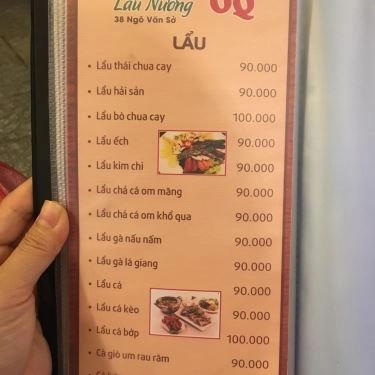 Lẩu Nướng ÚQ
38 Ngô Văn Sở
LẨU
• Lẩu thái chua cay 90.000
• Lẩu hải sản 90.000
• Lẩu bò chua cay 100.000
• Lẩu ếch 90.000
• Lẩu kim chi 90.000
• Lẩu chá cá om măng 90.000
• Lẩu chá cá om khổ qua 90.000
• Lẩu gà nấu nấm 90.000
• Lẩu gà lá giang 90.000
• Lẩu cá 90.000
• Lẩu cá kèo 90.000
• Lẩu cá bớp 100.000
• Cà giò um rau răm 90.000